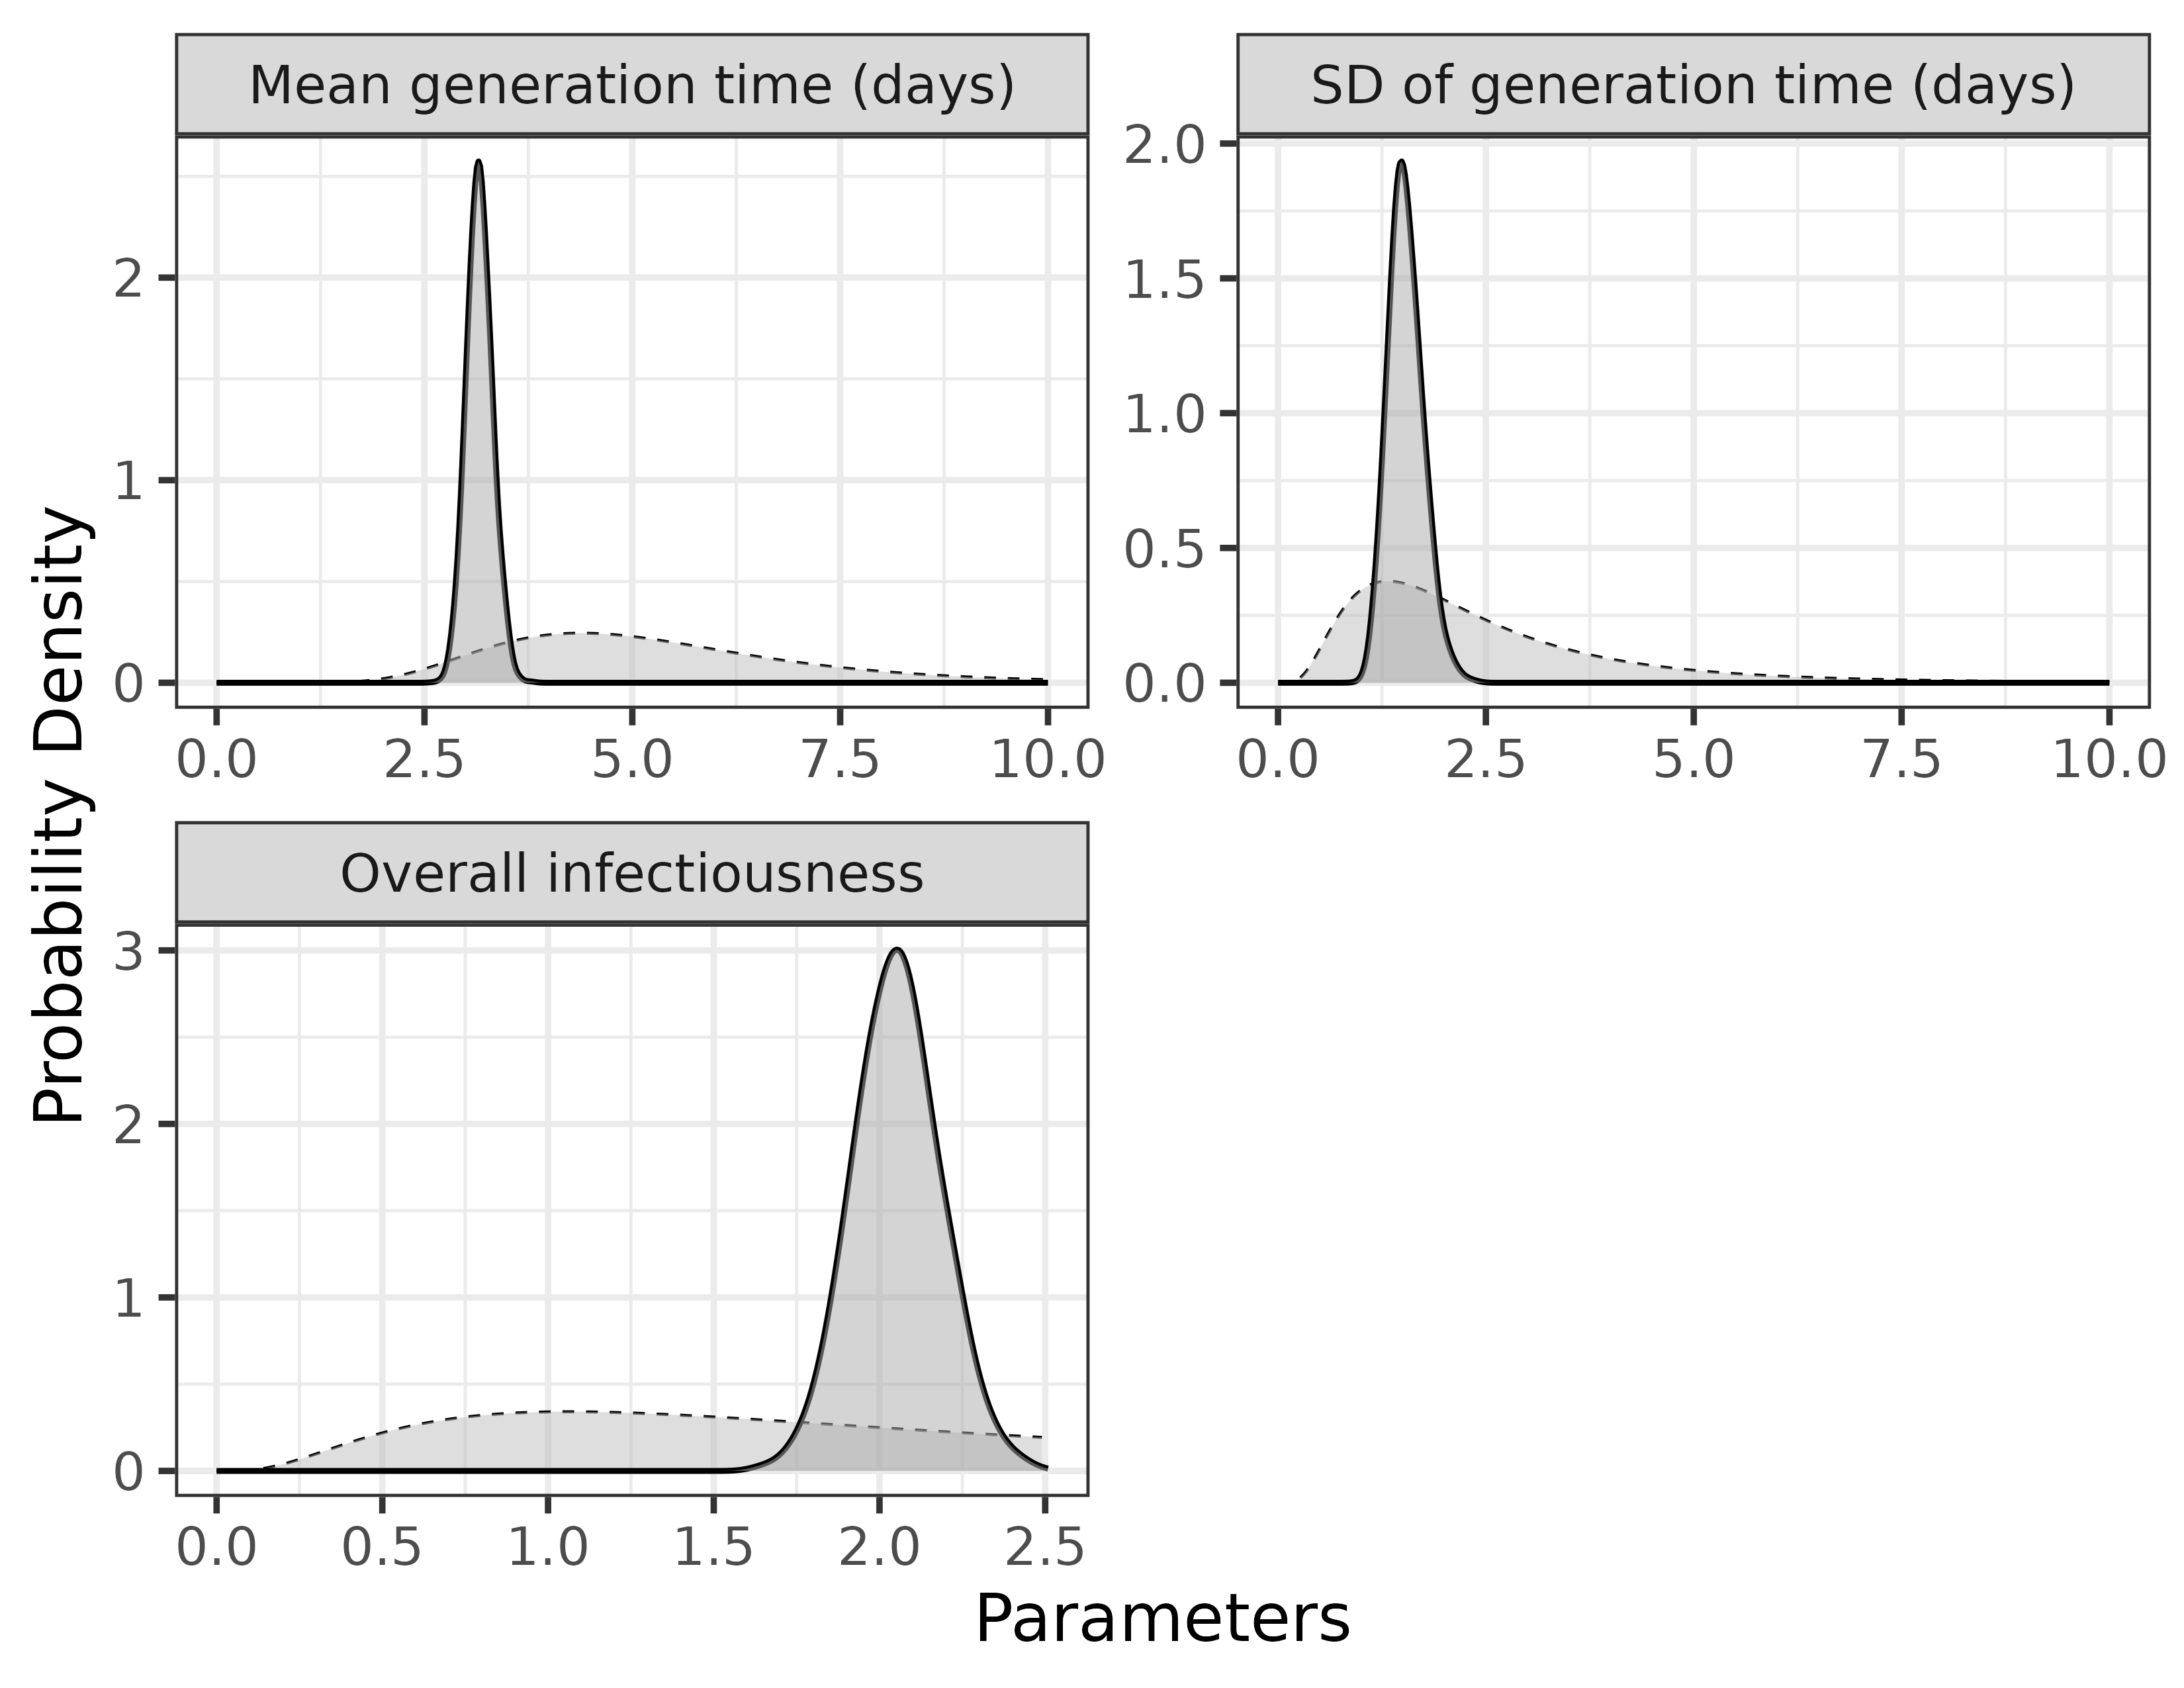 Mean generation time (days)
SD of generation time (days)
2
1
0
0.0 2.5 5.0 7.5 10.0
2.0
1.5
1.0
0.5
0.0
0.0 2.5 5.0 7.5 10.0
Overall infectiousness
3
2
1
0
0.0 0.5 1.0 1.5 2.0 2.5
Probability Density
Parameters